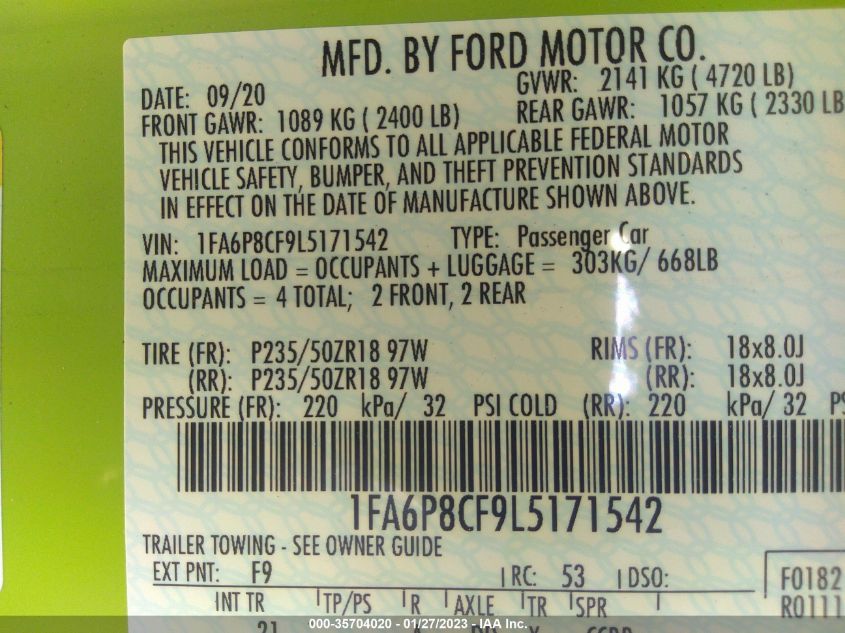 MFD. BY FORD MOTOR CO.
DATE: 09/20 GVWR: 2141 KG ( 4720 LB)
FRONT GAWR: 1089 KG ( 2400 LB) REAR GAWR: 1057 KG ( 2330 LB
THIS VEHICLE CONFORMS TO ALL APPLICABLE FEDERAL MOTOR
VEHICLE SAFETY, BUMPER, AND THEFT PREVENTION STANDARDS
IN EFFECT ON THE DATE OF MANUFACTURE SHOWN ABOVE.
VIN: 1FA6P8CF9L5171542 TYPE: Passenger Car
MAXIMUM LOAD = OCCUPANTS + LUGGAGE = 303KG/ 668LB
OCCUPANTS = 4 TOTAL; 2 FRONT, 2 REAR
TIRE (FR): P235/50ZR18 97W RIMS (FR): 18x8.0J
(RR): P235/50ZR18 97W (RR): 18x8.0J
PRESSURE (FR): 220 kPa/ 32 PSI COLD (RR): 220 kPa/ 32 PS
1FA6P8CF9L5171542
TRAILER TOWING - SEE OWNER GUIDE
EXT PNT: F9 RC: 53 DSO: F0182
INT TR TP/PS R AXLE TR SPR R0111
000-35704020 - 01/27/2023 - IAA Inc.